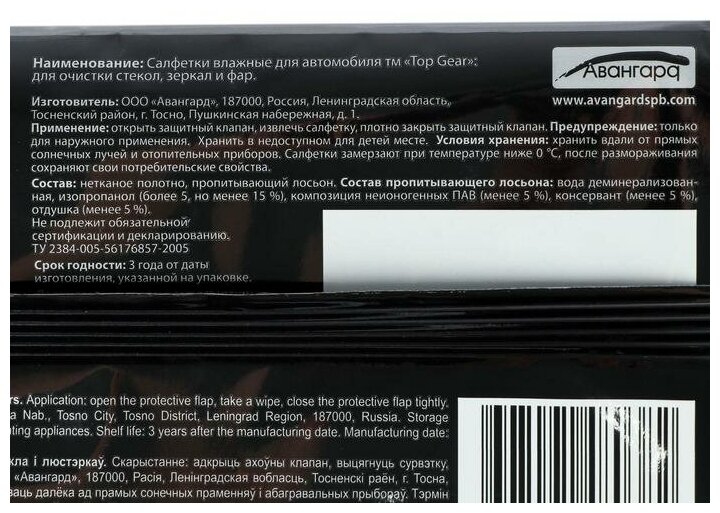 Наименование: Салфетки влажные для автомобиля тм «Top Gear»:
для очистки стекол, зеркал и фар.
Авангард
www.avangardspb.com
Изготовитель: ООО «Авангард», 187000, Россия, Ленинградская область,
Тосненский район, г. Тосно, Пушкинская набережная, д. 1.
Применение: открыть защитный клапан, извлечь салфетку, плотно закрыть защитный клапан. Предупреждение: только
для наружного применения. Хранить в недоступном для детей месте. Условия хранения: хранить вдали от прямых
солнечных лучей и отопительных приборов. Салфетки замерзают при температуре ниже 0 °С, после размораживания
сохраняют свои потребительские свойства.
Состав: нетканое полотно, пропитывающий лосьон. Состав пропитывающего лосьона: вода деминерализован-
ная, изопропанол (более 5, но менее 15 %), композиция неионогенных ПАВ (менее 5 %), консервант (менее 5 %),
отдушка (менее 5 %).
Не подлежит обязательной
сертификации и декларированию.
ТУ 2384-005-56176857-2005
Срок годности: 3 года от даты
изготовления, указанной на упаковке.
rs. Application: open the protective flap, take a wipe, close the protective flap tightly.
a Nab., Tosno City, Tosno District, Leningrad Region, 187000, Russia. Storage
ting appliances. Shelf life: 3 years after the manufacturing date. Manufacturing date:
кла і люстэркаў. Скарыстанне: адкрыць ахоўны клапан, выцягнуць сурвэтку,
«Авангард», 187000, Расія, Ленінградская вобласць, Тосненскі раён, г. Тосна,
ваць далёка ад прамых сонечных праменняў і абагравальных прыбораў. Тэрмін